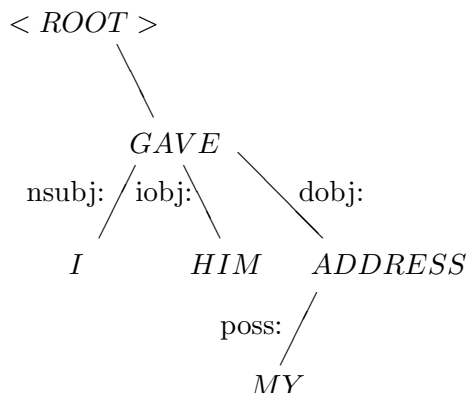 < ROOT >
GAVE
nsubj: iobj: dobj:
I HIM ADDRESS
poss:
MY